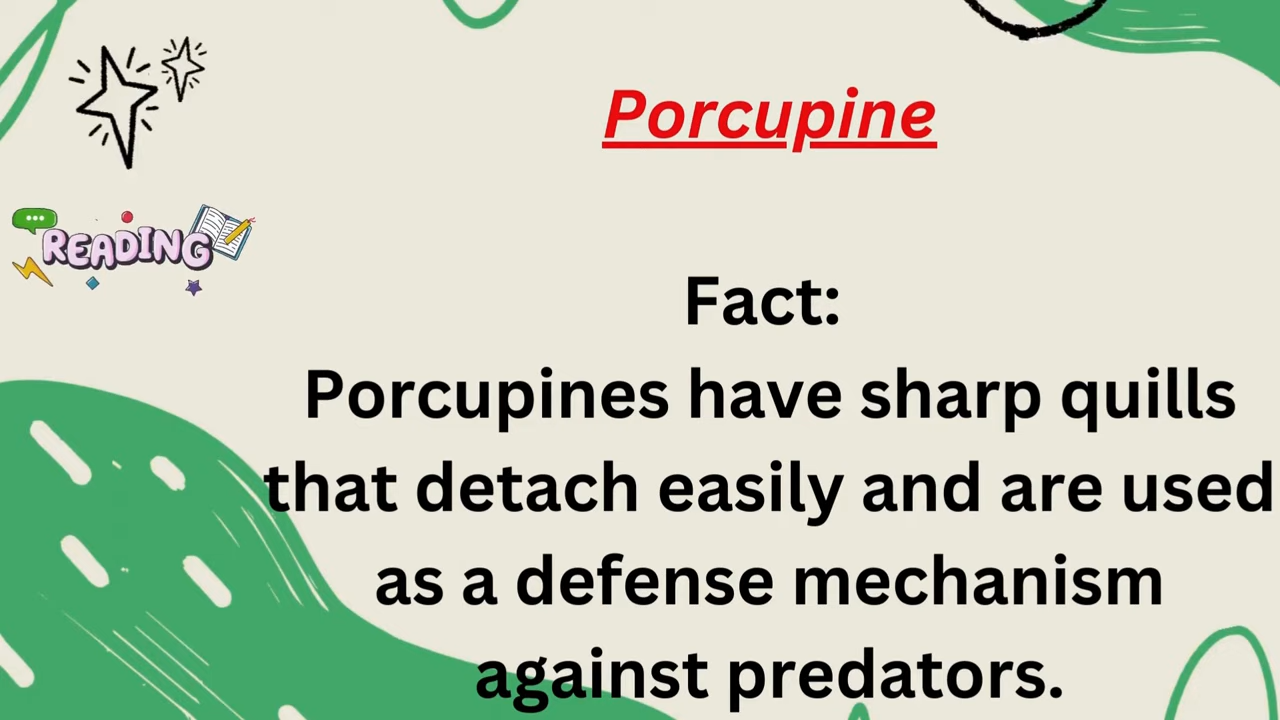 Porcupine
READING
Fact:
Porcupines have sharp quills
that detach easily and are used
as a defense mechanism
against predators.